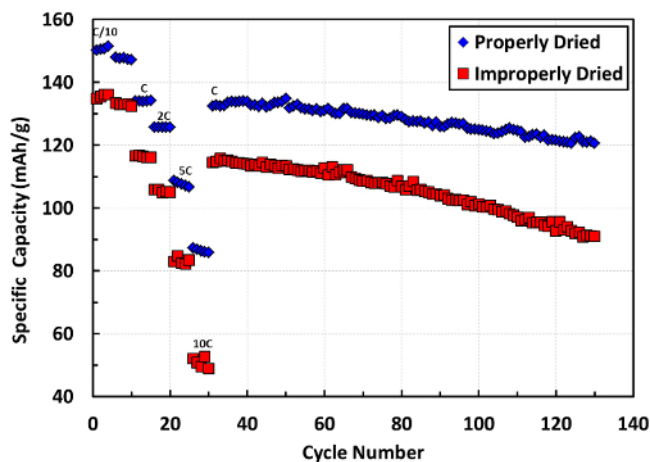 160
140
120
100
80
60
40
Specific Capacity (mAh/g)
C/10
C
2C
5C
10C
C
Properly Dried
Improperly Dried
0
20
40
60
80
100
120
140
Cycle Number